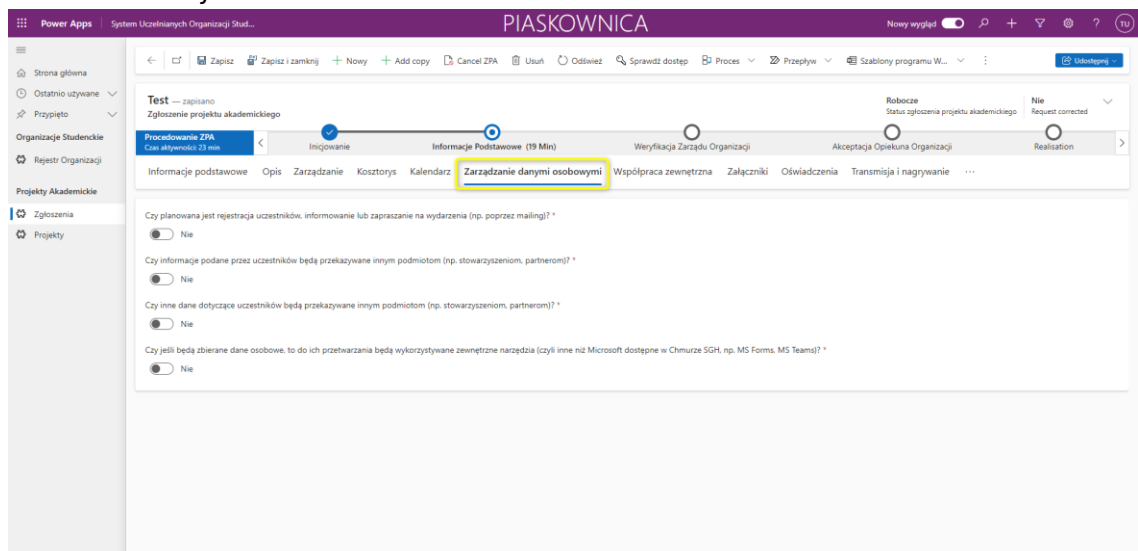 Power Apps
System Uczelnianych Organizacji Stud...
PIASKOWNICA
Nowy wygląd
TU
Strona główna
Ostatnio używane
Przypięto
Organizacje Studenckie
Rejestr Organizacji
Projekty Akademickie
Zgłoszenia
Projekty
Zapisz
Zapisz i zamknij
Nowy
Add copy
Cancel ZPA
Usuń
Odśwież
Sprawdź dostęp
Proces
Przepływ
Szablony programu W...
Udostępnij
Test — zapisano
Zgłoszenie projektu akademickiego
Robocze
Status zgłoszenia projektu akademickiego
Nie
Request corrected
Procedowanie ZPA
Czas aktywności: 23 min
Inicjowanie
Informacje Podstawowe (19 Min)
Weryfikacja Zarządu Organizacji
Akceptacja Opiekuna Organizacji
Realisation
Informacje podstawowe
Opis
Zarządzanie
Kosztorys
Kalendarz
Zarządzanie danymi osobowymi
Współpraca zewnętrzna
Załączniki
Oświadczenia
Transmisja i nagrywanie
...
Czy planowana jest rejestracja uczestników, informowanie lub zapraszanie na wydarzenia (np. poprzez mailing)? *
Nie
Czy informacje podane przez uczestników będą przekazywane innym podmiotom (np. stowarzyszeniom, partnerom)? *
Nie
Czy inne dane dotyczące uczestników będą przekazywane innym podmiotom (np. stowarzyszeniom, partnerom)? *
Nie
Czy jeśli będą zbierane dane osobowe, to do ich przetwarzania będą wykorzystywane zewnętrzne narzędzia (czyli inne niż Microsoft dostępne w Chmurze SGH, np. MS Forms, MS Teams)? *
Nie